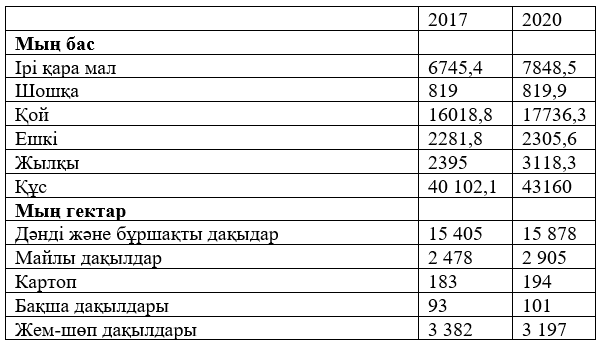 2017 2020
Мың бас
Ірі қара мал 6745,4 7848,5
Шошқа 819 819,9
Қой 16018,8 17736,3
Ешкі 2281,8 2305,6
Жылқы 2395 3118,3
Құс 40 102,1 43160
Мың гектар
Дәнді және бұршақты дақыдар 15 405 15 878
Майлы дақылдар 2 478 2 905
Картоп 183 194
Бақша дақылдары 93 101
Жем-шөп дақылдары 3 382 3 197